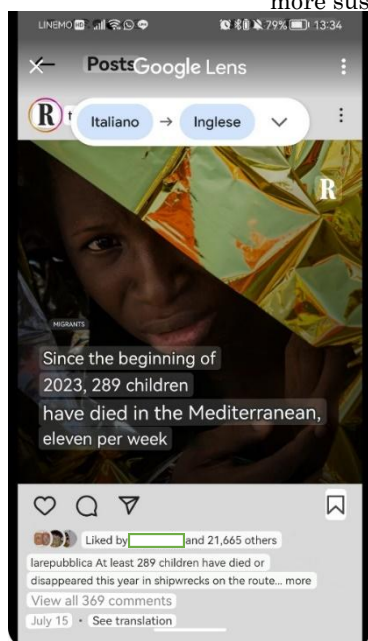 more sus
LINEMO HD 79% 13:34
Posts Google Lens
R t Italiano → Inglese
R
MIGRANTS
Since the beginning of
2023, 289 children
have died in the Mediterranean,
eleven per week
Liked by and 21,665 others
larepubblica At least 289 children have died or
disappeared this year in shipwrecks on the route... more
View all 369 comments
July 15 • See translation